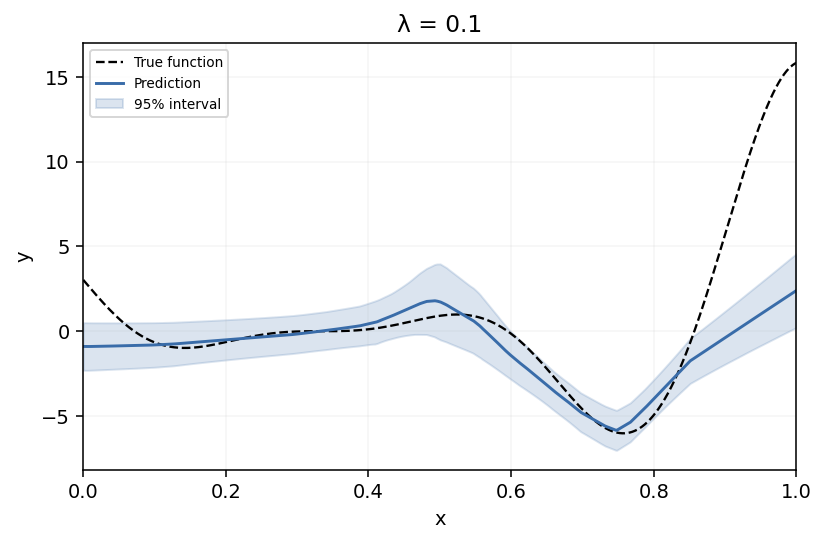 λ = 0.1
True function
Prediction
95% interval
15
10
5
0
−5
y
0.0 0.2 0.4 0.6 0.8 1.0
x